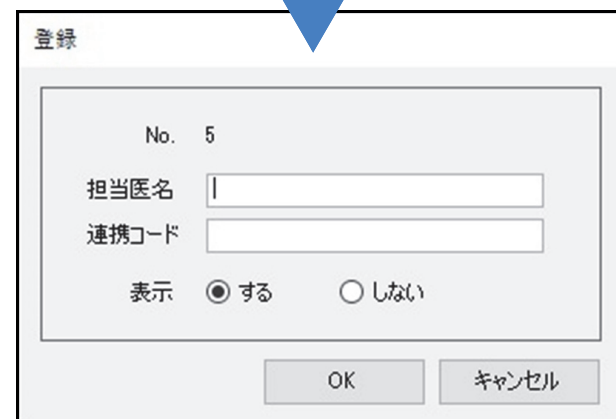 登録
No. 5
担当医名
連携コード
表示 する しない
OK キャンセル